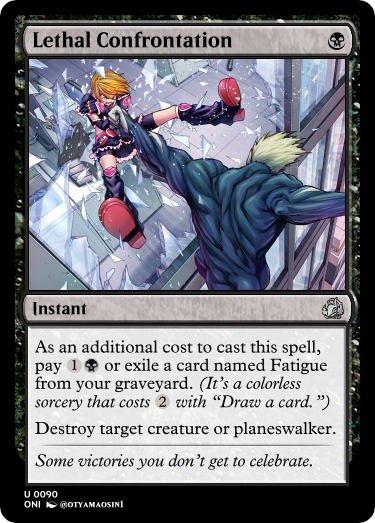 Lethal Confrontation
Instant
As an additional cost to cast this spell,
pay 1 or exile a card named Fatigue
from your graveyard. (It's a colorless
sorcery that costs 2 with “Draw a card.”)
Destroy target creature or planeswalker.
Some victories you don't get to celebrate.
U 0090
ONI @OTYAMAOSINI